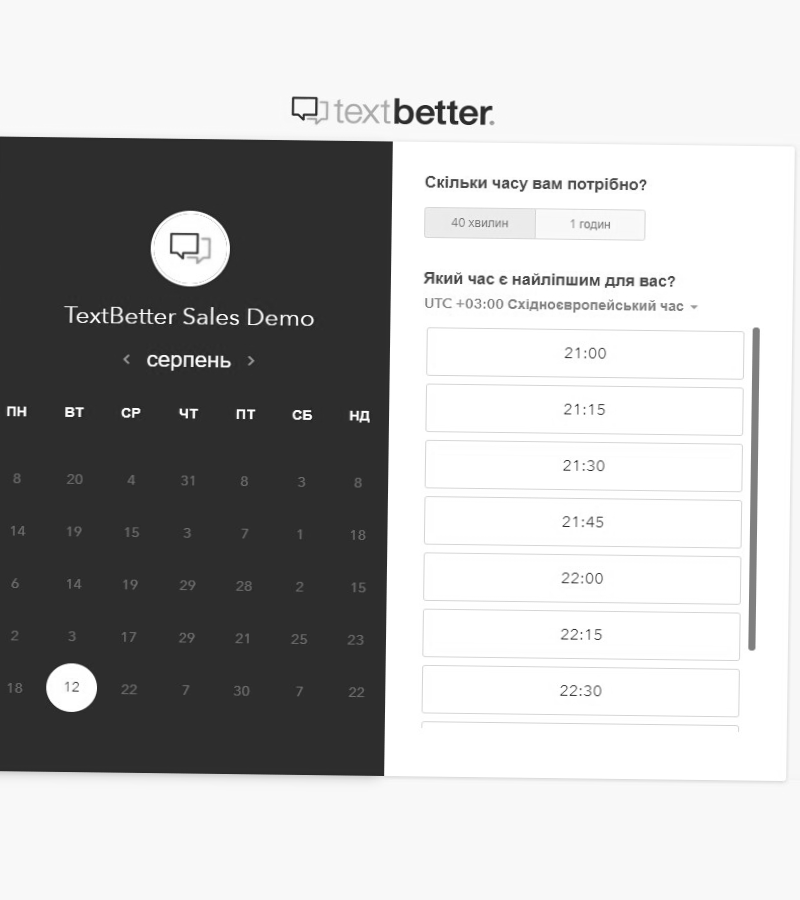 textbetter.
TextBetter Sales Demo
серпень
ПН ВТ СР ЧТ ПТ СБ НД
8 20 4 31 8 3 8
14 19 15 3 7 1 18
6 14 19 29 28 2 15
2 3 17 29 21 25 23
18 12 22 7 30 7 22
Скільки часу вам потрібно?
40 хвилин 1 годин
Який час є найліпшим для вас?
UTC +03:00 Східноєвропейський час
21:00
21:15
21:30
21:45
22:00
22:15
22:30